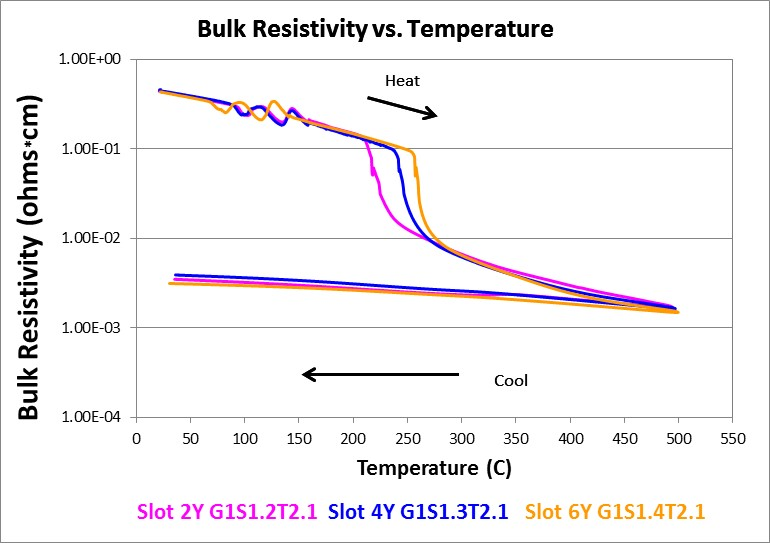 Bulk Resistivity vs. Temperature
Bulk Resistivity (ohms*cm)
1.00E+00
1.00E-01
1.00E-02
1.00E-03
1.00E-04
Heat
Cool
0 50 100 150 200 250 300 350 400 450 500 550
Temperature (C)
Slot 2Y G1S1.2T2.1 Slot 4Y G1S1.3T2.1 Slot 6Y G1S1.4T2.1